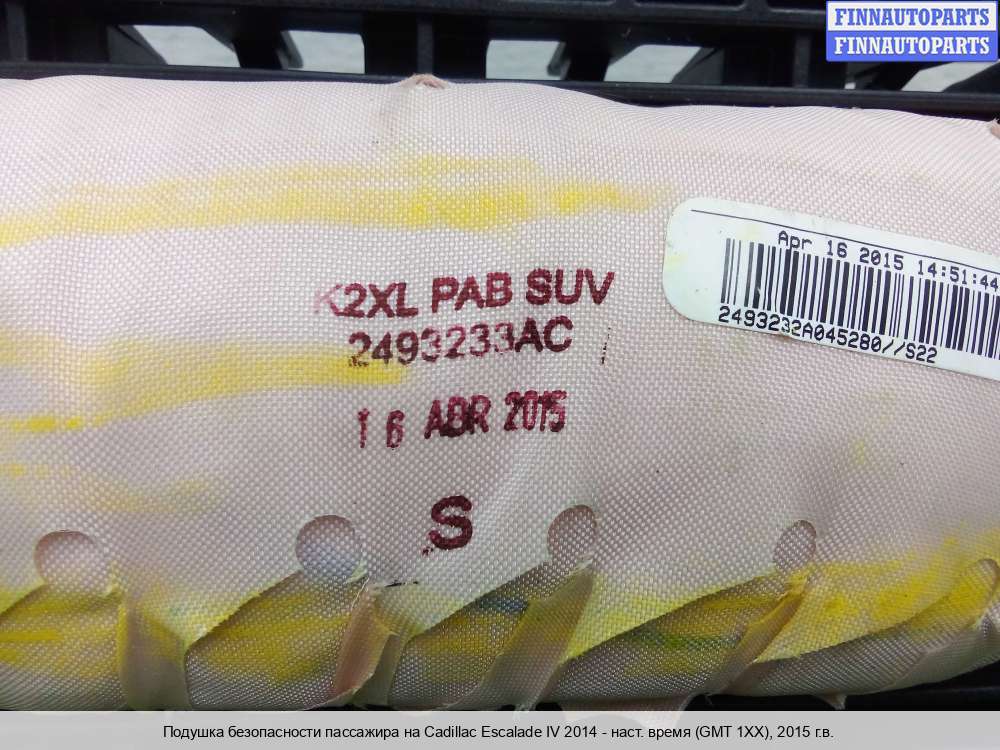 FINNAUTOPARTS
FINNAUTOPARTS
Apr 16 2015 14:51:44
2493232A045280//S22
K2XL PAB SUV
2493233AC
16 ABR 2015
S
Подушка безопасности пассажира на Cadillac Escalade IV 2014 - наст. время (GMT 1XX), 2015 г.в.